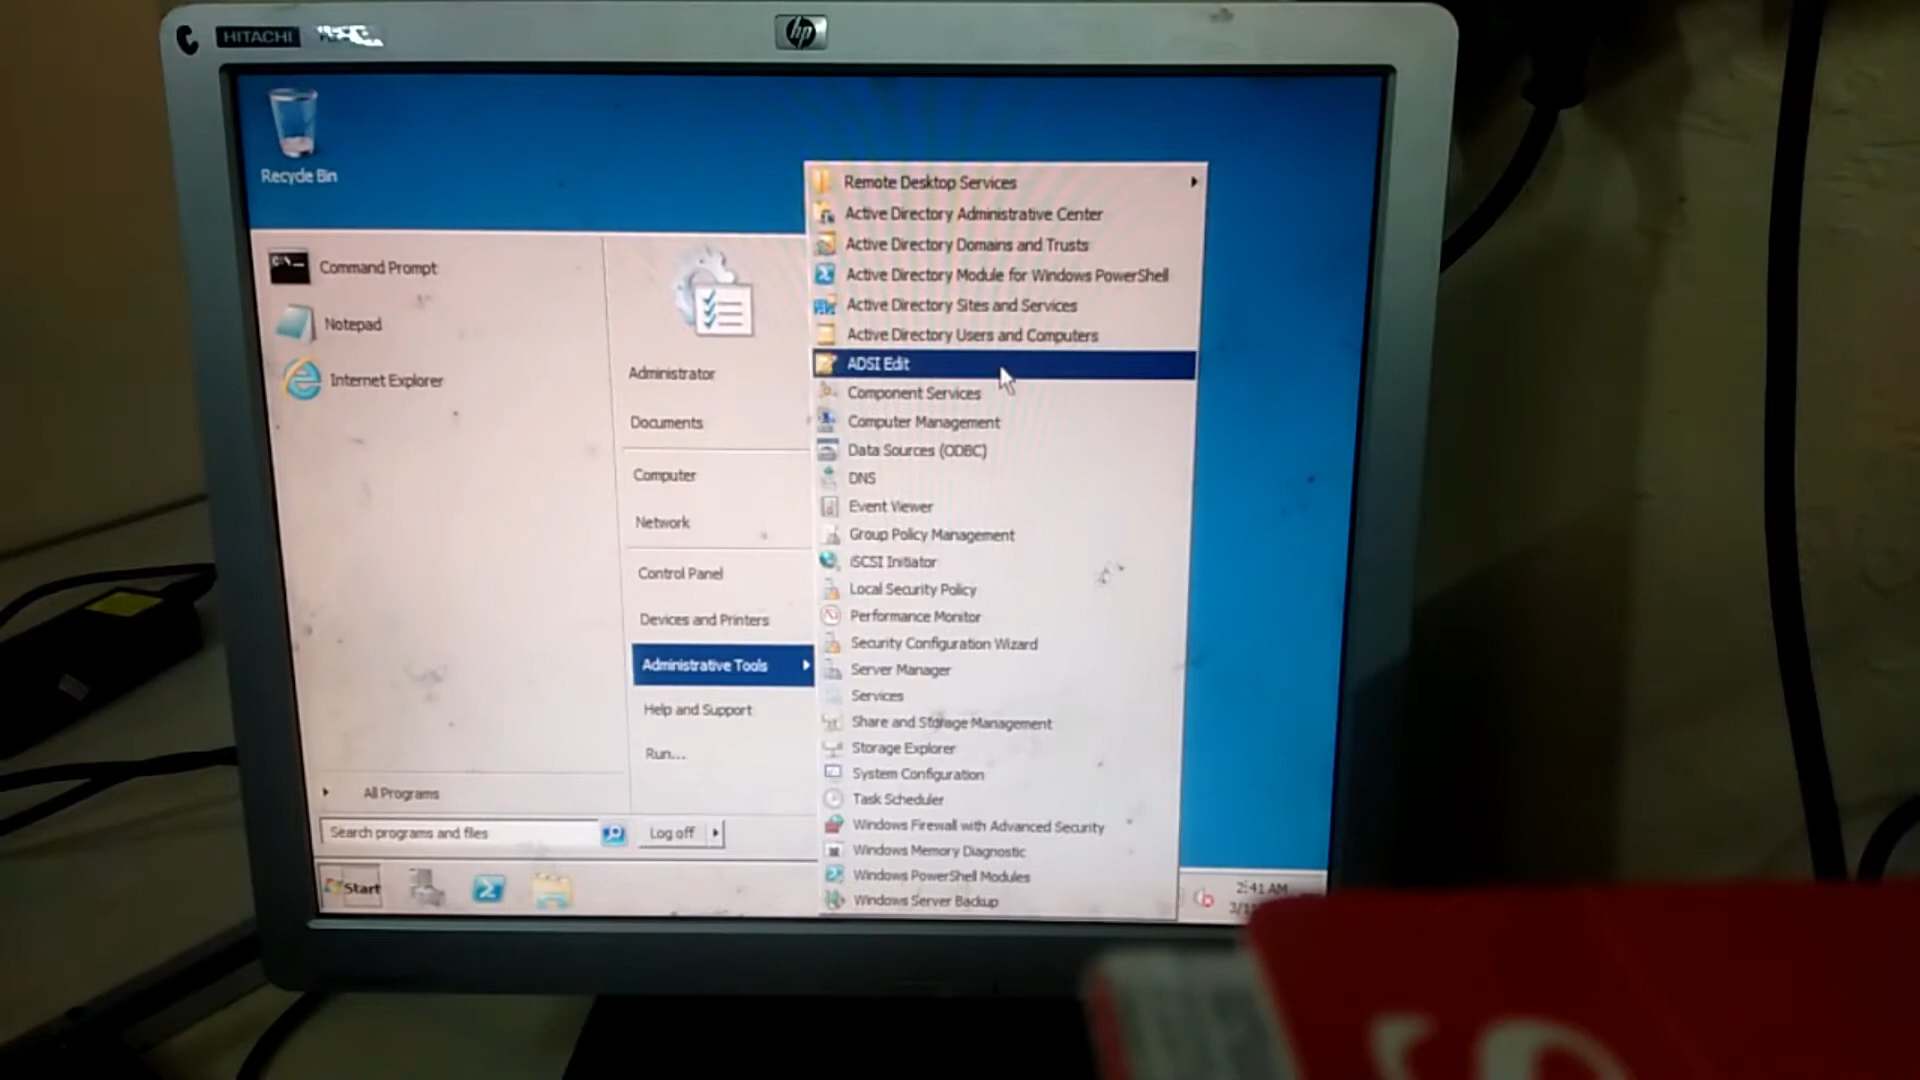 HITACHI
hp
Recycle Bin
Command Prompt
Notepad
Internet Explorer
All Programs
Search programs and files
Administrator
Documents
Computer
Network
Control Panel
Devices and Printers
Administrative Tools
Help and Support
Run...
Log off
Remote Desktop Services
Active Directory Administrative Center
Active Directory Domains and Trusts
Active Directory Module for Windows PowerShell
Active Directory Sites and Services
Active Directory Users and Computers
ADSI Edit
Component Services
Computer Management
Data Sources (ODBC)
DNS
Event Viewer
Group Policy Management
iSCSI Initiator
Local Security Policy
Performance Monitor
Security Configuration Wizard
Server Manager
Services
Share and Storage Management
Storage Explorer
System Configuration
Task Scheduler
Windows Firewall with Advanced Security
Windows Memory Diagnostic
Windows PowerShell Modules
Windows Server Backup
Start
2:41 AM